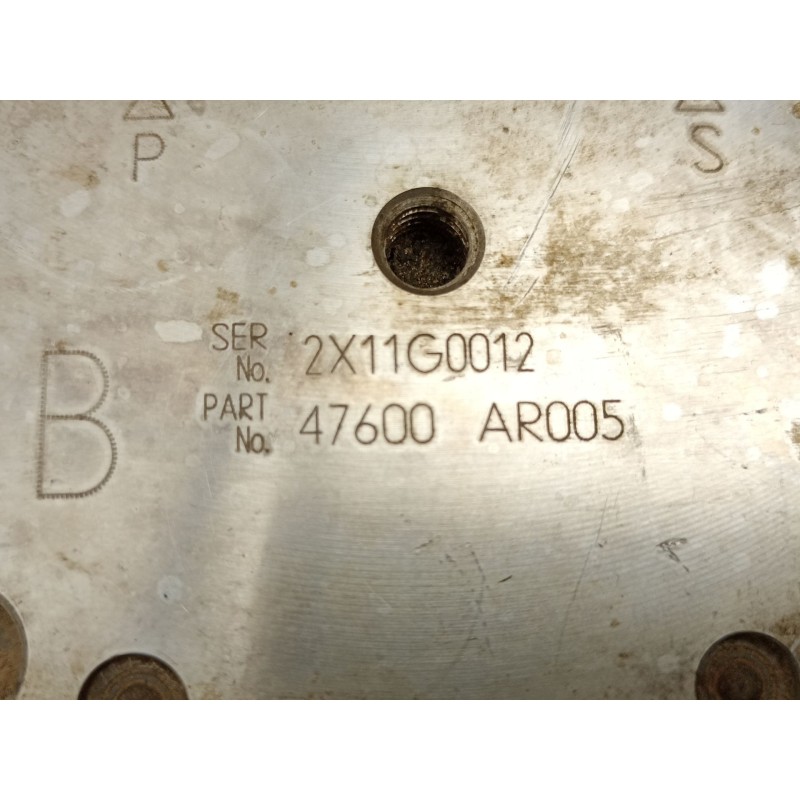 P S
SER No. 2X11G0012
B
PART No. 47600 AR005